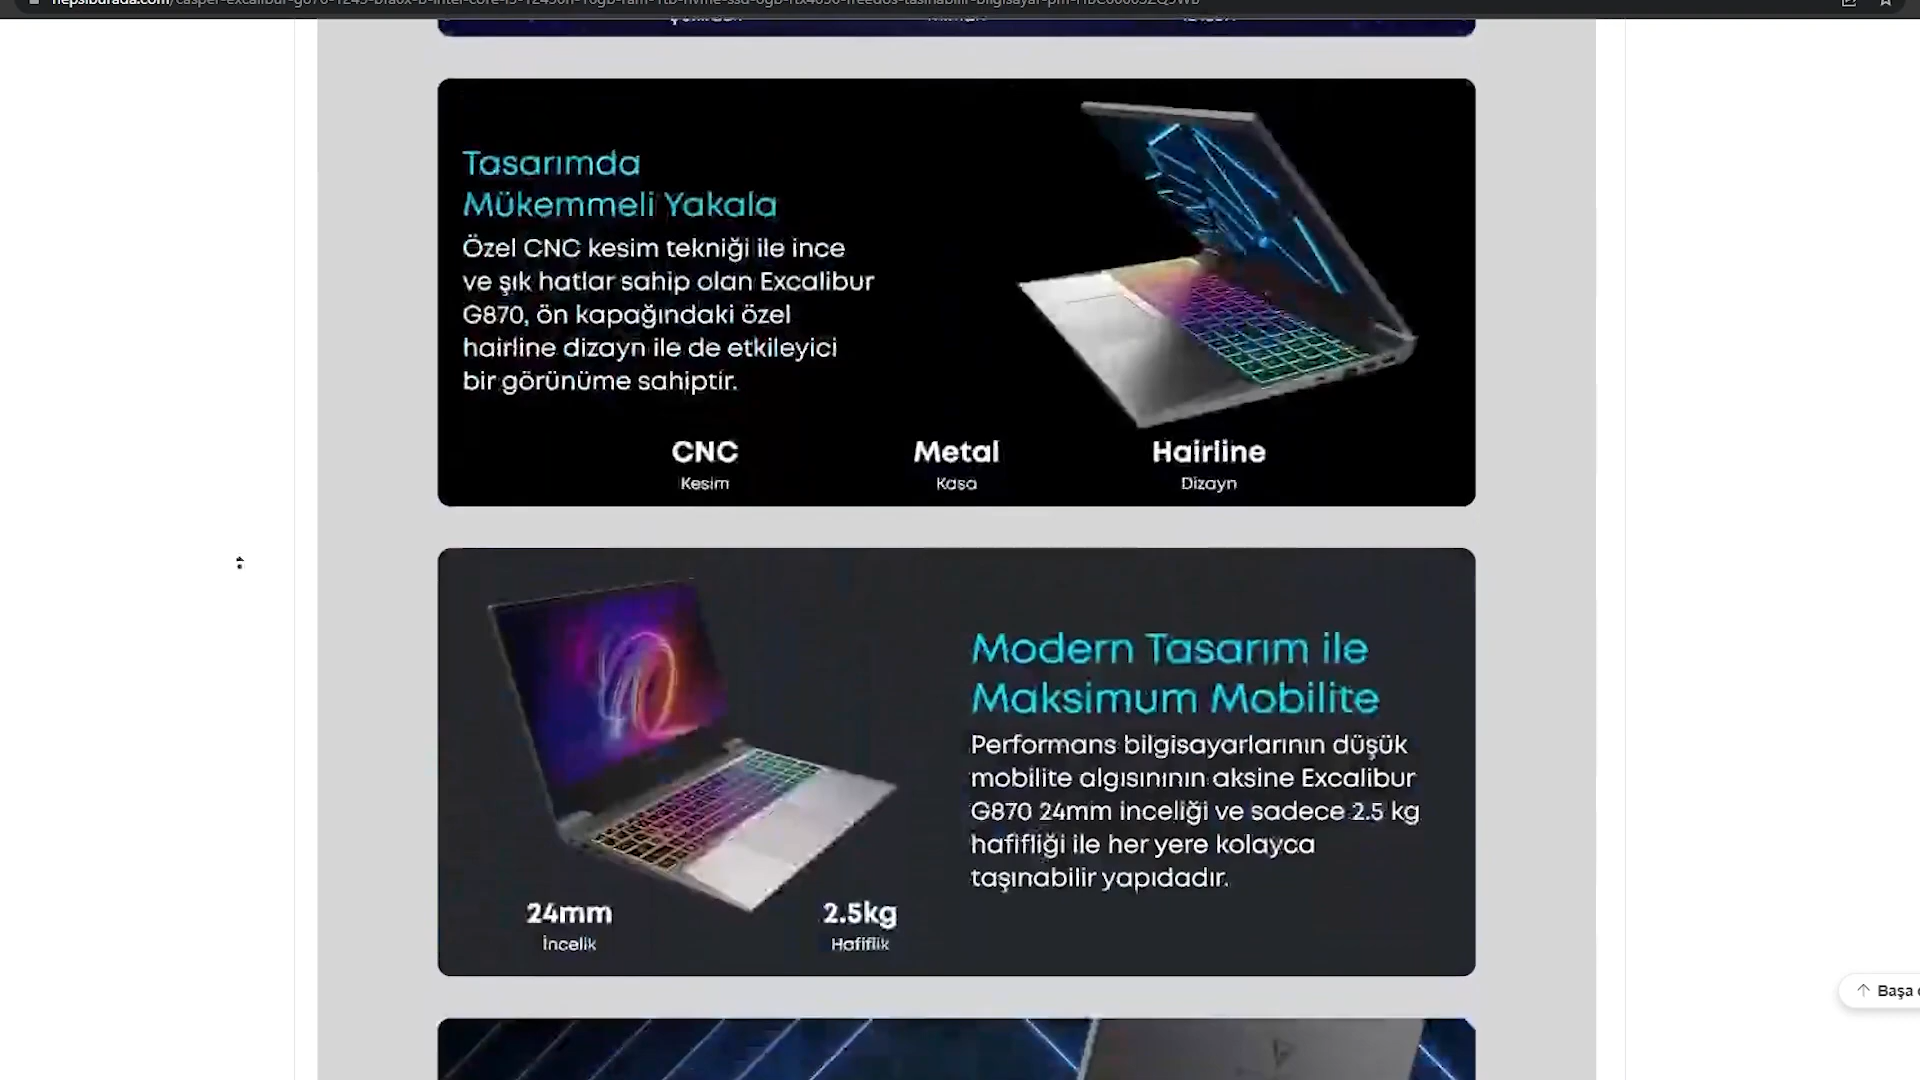 Tasarımda
Mükemmeli Yakala
Özel CNC kesim tekniği ile ince
ve şık hatlar sahip olan Excalibur
G870, ön kapağındaki özel
hairline dizayn ile de etkileyici
bir görünüme sahiptir.
CNC Metal Hairline
Kesim Kasa Dizayn
Modern Tasarım ile
Maksimum Mobilite
Performans bilgisayarlarının düşük
mobilite algısınının aksine Excalibur
G870 24mm inceliği ve sadece 2.5 kg
hafifliği ile her yere kolayca
taşınabilir yapıdadır.
24mm 2.5kg
İncelik Hafiflik
Başa